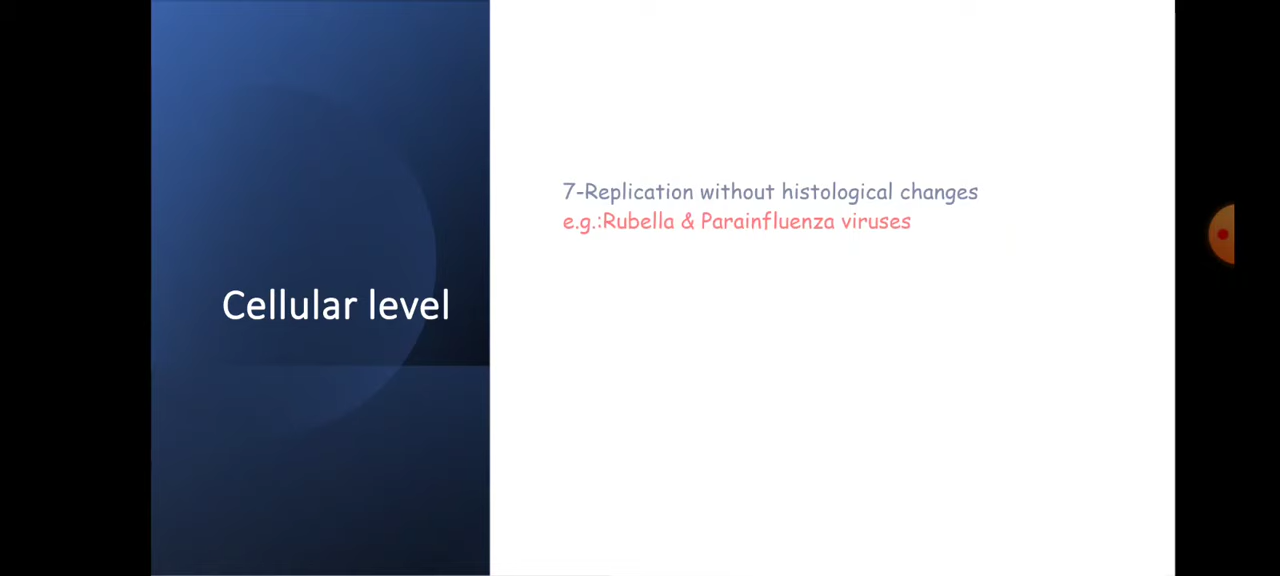 Cellular level
7-Replication without histological changes
e.g.:Rubella & Parainfluenza viruses